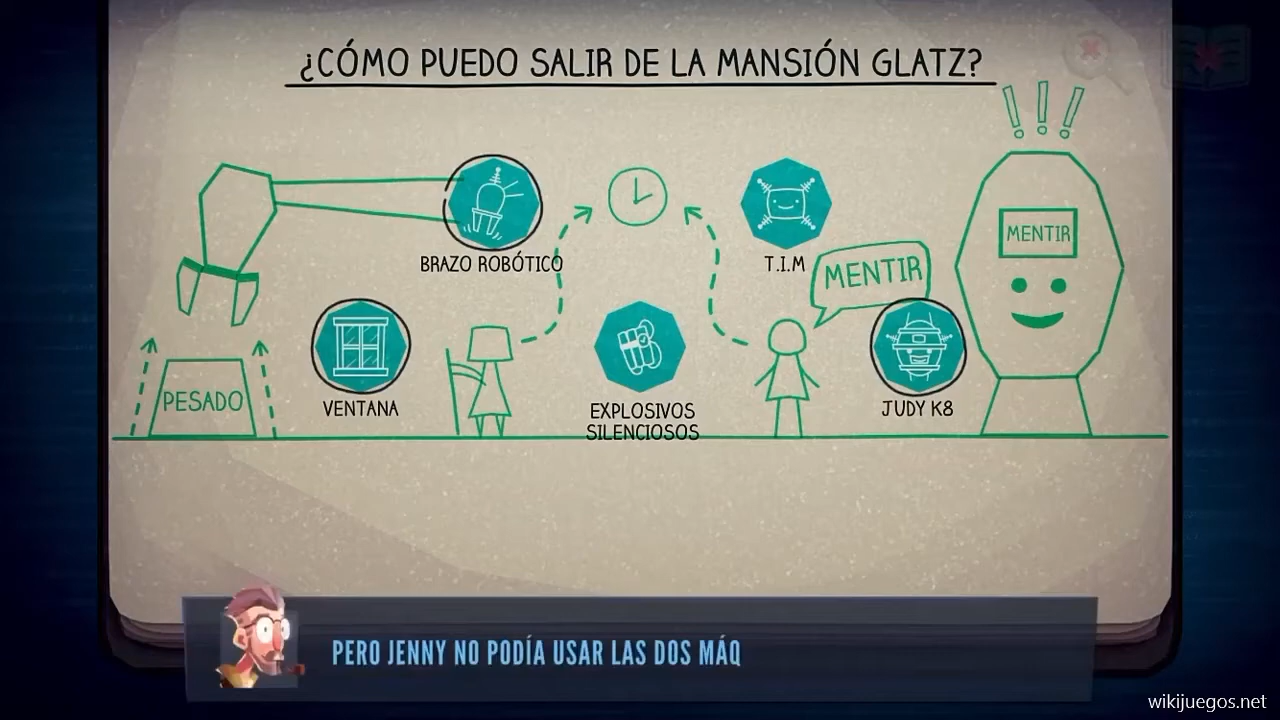 ¿CÓMO PUEDO SALIR DE LA MANSIÓN GLATZ?
!!!
MENTIR
BRAZO ROBÓTICO
T.I.M
MENTIR
PESADO
VENTANA
EXPLOSIVOS
SILENCIOSOS
JUDY K8
PERO JENNY NO PODÍA USAR LAS DOS MÁQ
wikijuegos.net